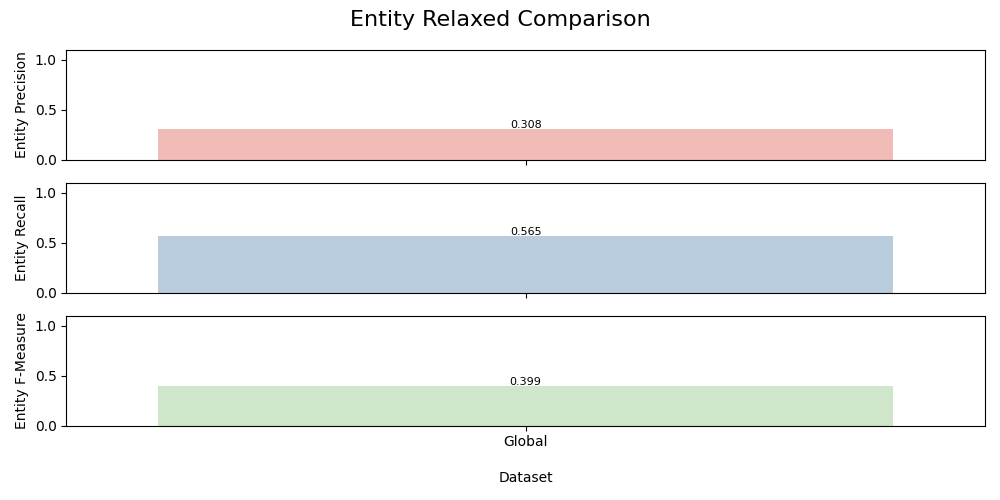 Entity Relaxed Comparison
Entity Precision
1.0
0.5
0.0
0.308
Entity Recall
1.0
0.5
0.0
0.565
Entity F-Measure
1.0
0.5
0.0
0.399
Global
Dataset